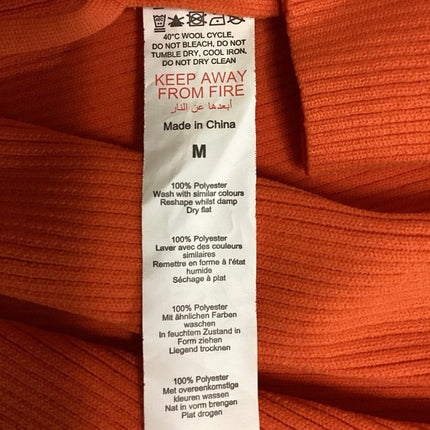 40°C WOOL CYCLE,
DO NOT BLEACH, DO NOT
TUMBLE DRY, COOL IRON.
DO NOT DRY CLEAN
KEEP AWAY
FROM FIRE
أبعدها عن النار
Made in China
M
100% Polyester
Wash with similar colours
Reshape whilst damp
Dry flat
100% Polyester
Laver avec des couleurs
similaires
Remettre en forme à l'état
humide
Séchage à plat
100% Polyester
Mit ähnlichen Farben
waschen
In feuchtem Zustand in
Form ziehen
Liegend trocknen
100% Polyester
Met overeenkomstige
kleuren wassen
Nat in vorm brengen
Plat drogen